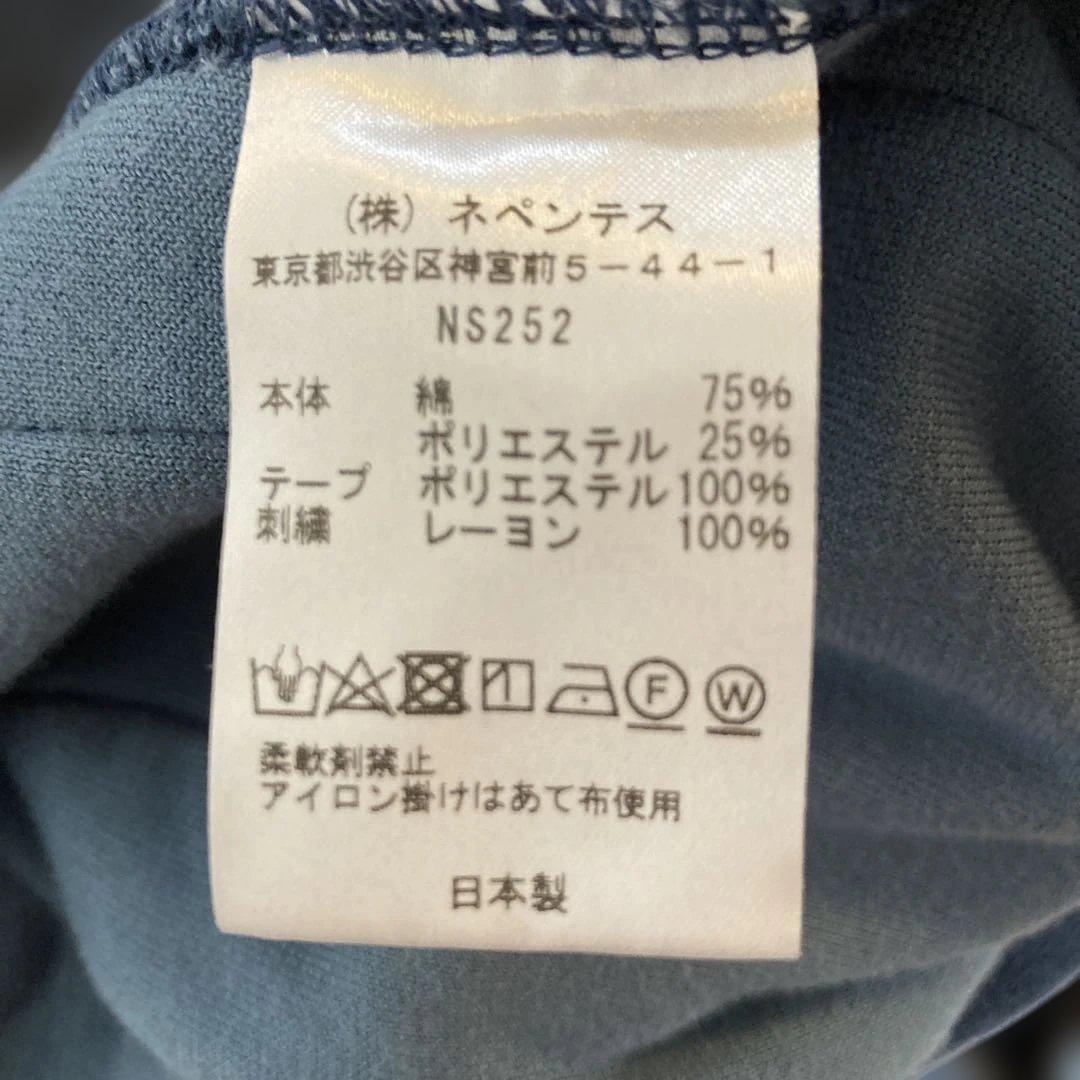 (株) ネペンテス
東京都渋谷区神宮前5-44-1
NS252
本体 綿 75%
ポリエステル 25%
テープ ポリエステル 100%
刺繍 レーヨン 100%
F W
柔軟剤禁止
アイロン掛けはあて布使用
日本製